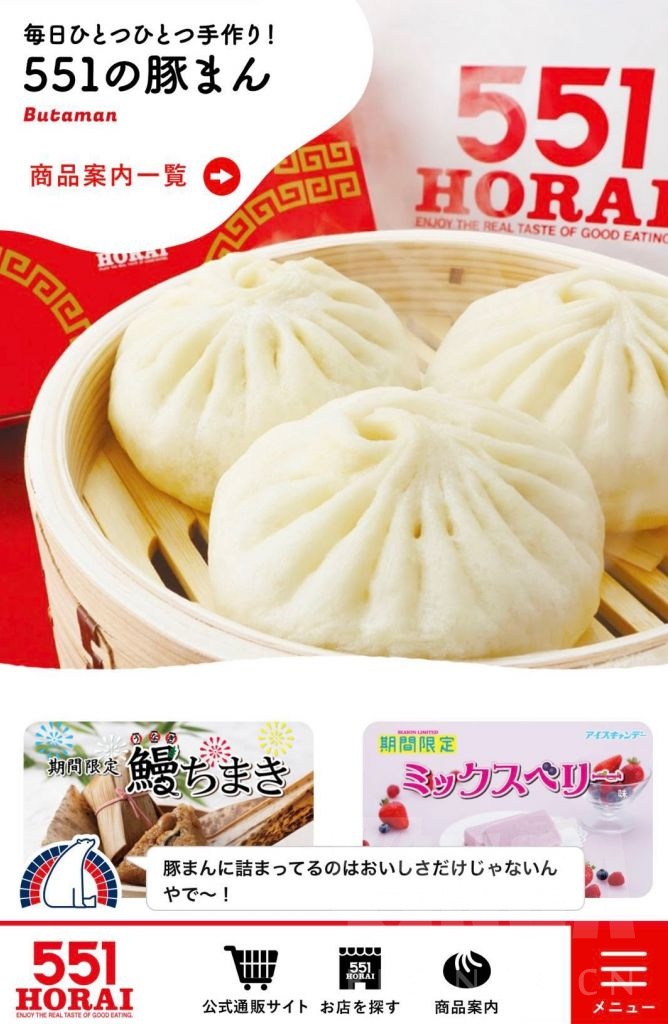 毎日ひとつひとつ手作り！
551の豚まん
Butaman
商品案内一覧
551
HORAI
ENJOY THE REAL TASTE OF GOOD EATING
HORAI
期間限定
うなぎ
鰻ちまき
SEASON LIMITED
期間限定
アイスキャンデー
ミックスベリー味
豚まんに詰まってるのはおいしさだけじゃないん
やで〜！
551
HORAI
ENJOY THE REAL TASTE OF GOOD EATING.
公式通販サイト
551
HORAI
お店を探す
商品案内
メニュー